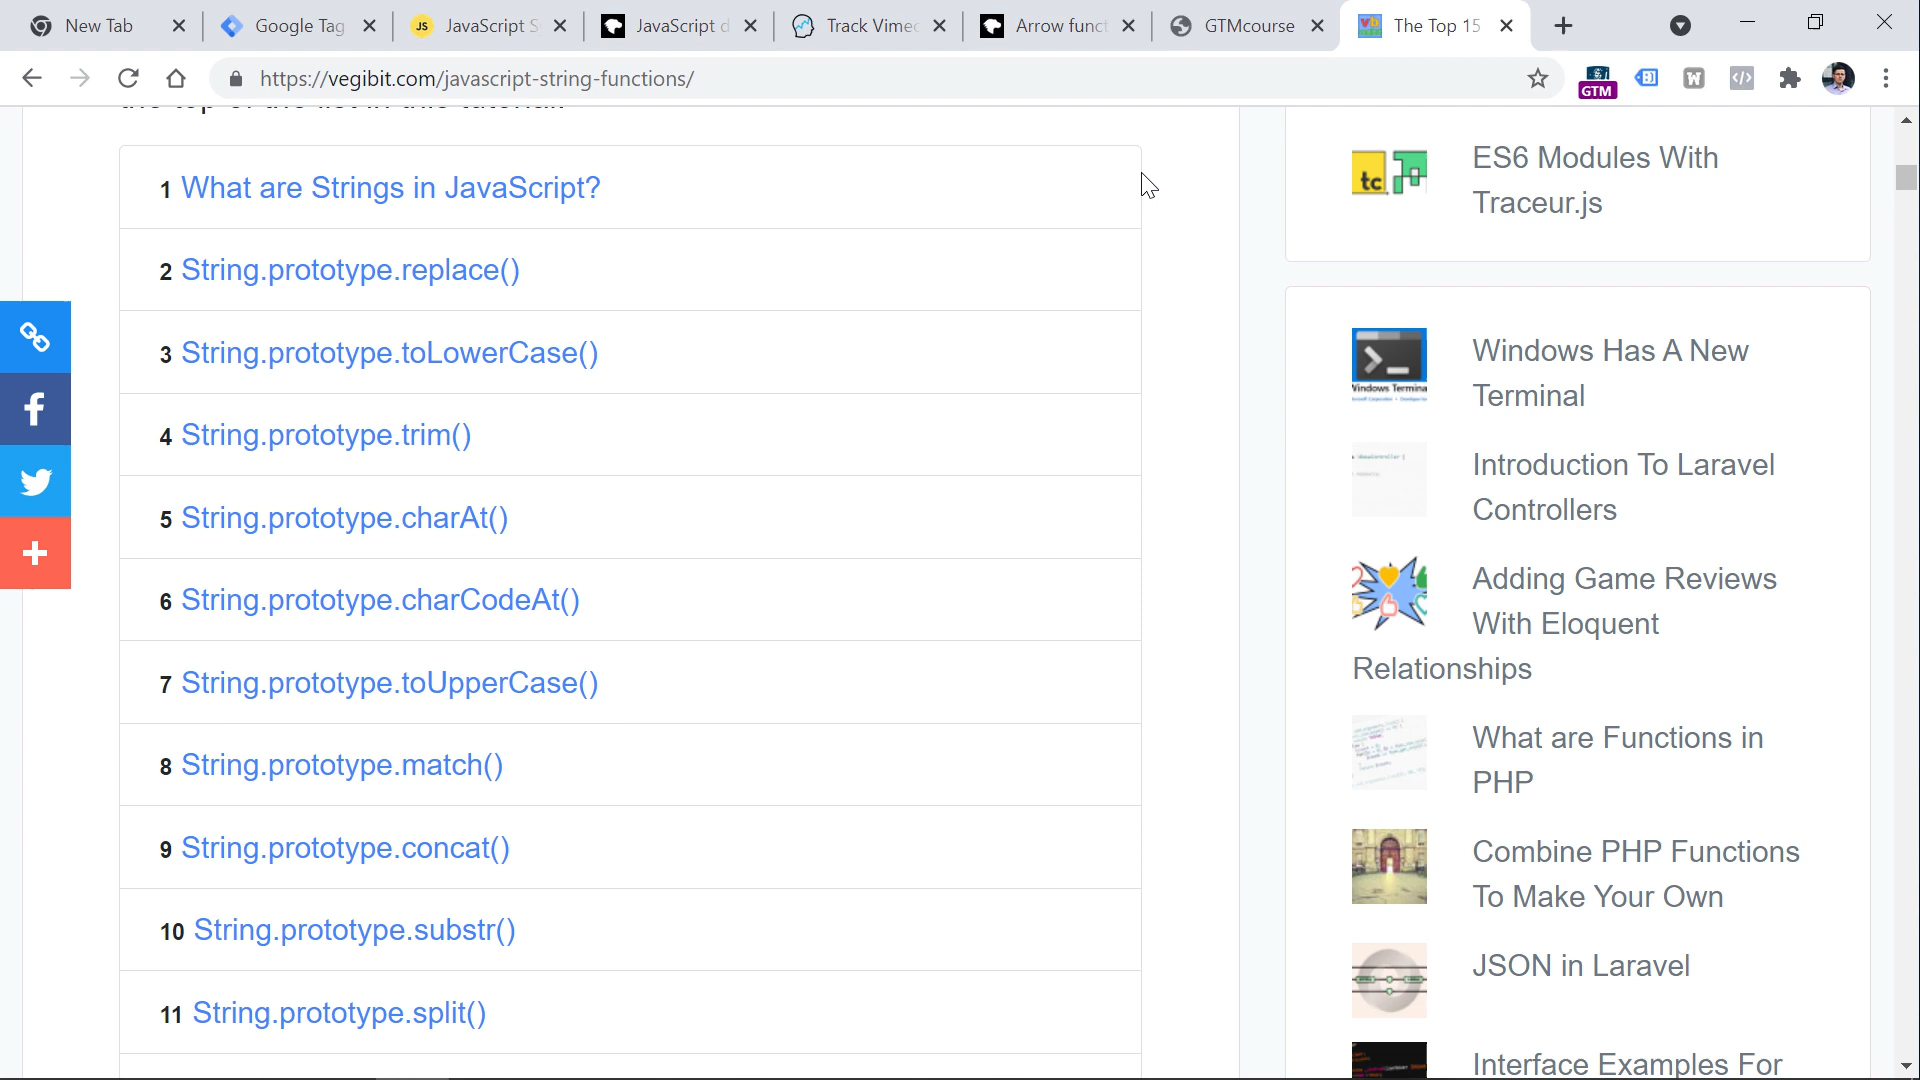 New Tab
Google Tag
JavaScript S
JavaScript d
Track Vimeo
Arrow funct
GTMcourse
The Top 15
https://vegibit.com/javascript-string-functions/
GTM
1 What are Strings in JavaScript?
2 String.prototype.replace()
3 String.prototype.toLowerCase()
4 String.prototype.trim()
5 String.prototype.charAt()
6 String.prototype.charCodeAt()
7 String.prototype.toUpperCase()
8 String.prototype.match()
9 String.prototype.concat()
10 String.prototype.substr()
11 String.prototype.split()
tc
ES6 Modules With
Traceur.js
Windows Has A New
Terminal
Introduction To Laravel
Controllers
Adding Game Reviews
With Eloquent
Relationships
What are Functions in
PHP
Combine PHP Functions
To Make Your Own
JSON in Laravel
Interface Examples For